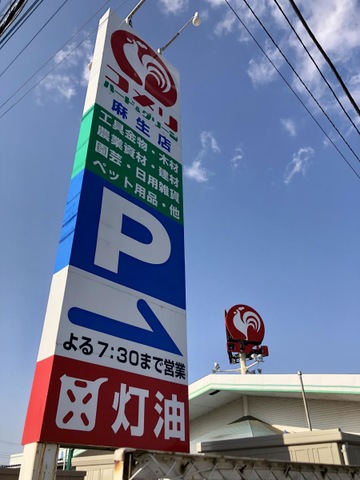 コメリ
ハード&グリーン
麻生店
工具金物・木材
農業資材・建材
園芸・日用雑貨
ペット用品・他
P
よる7:30まで営業
灯油